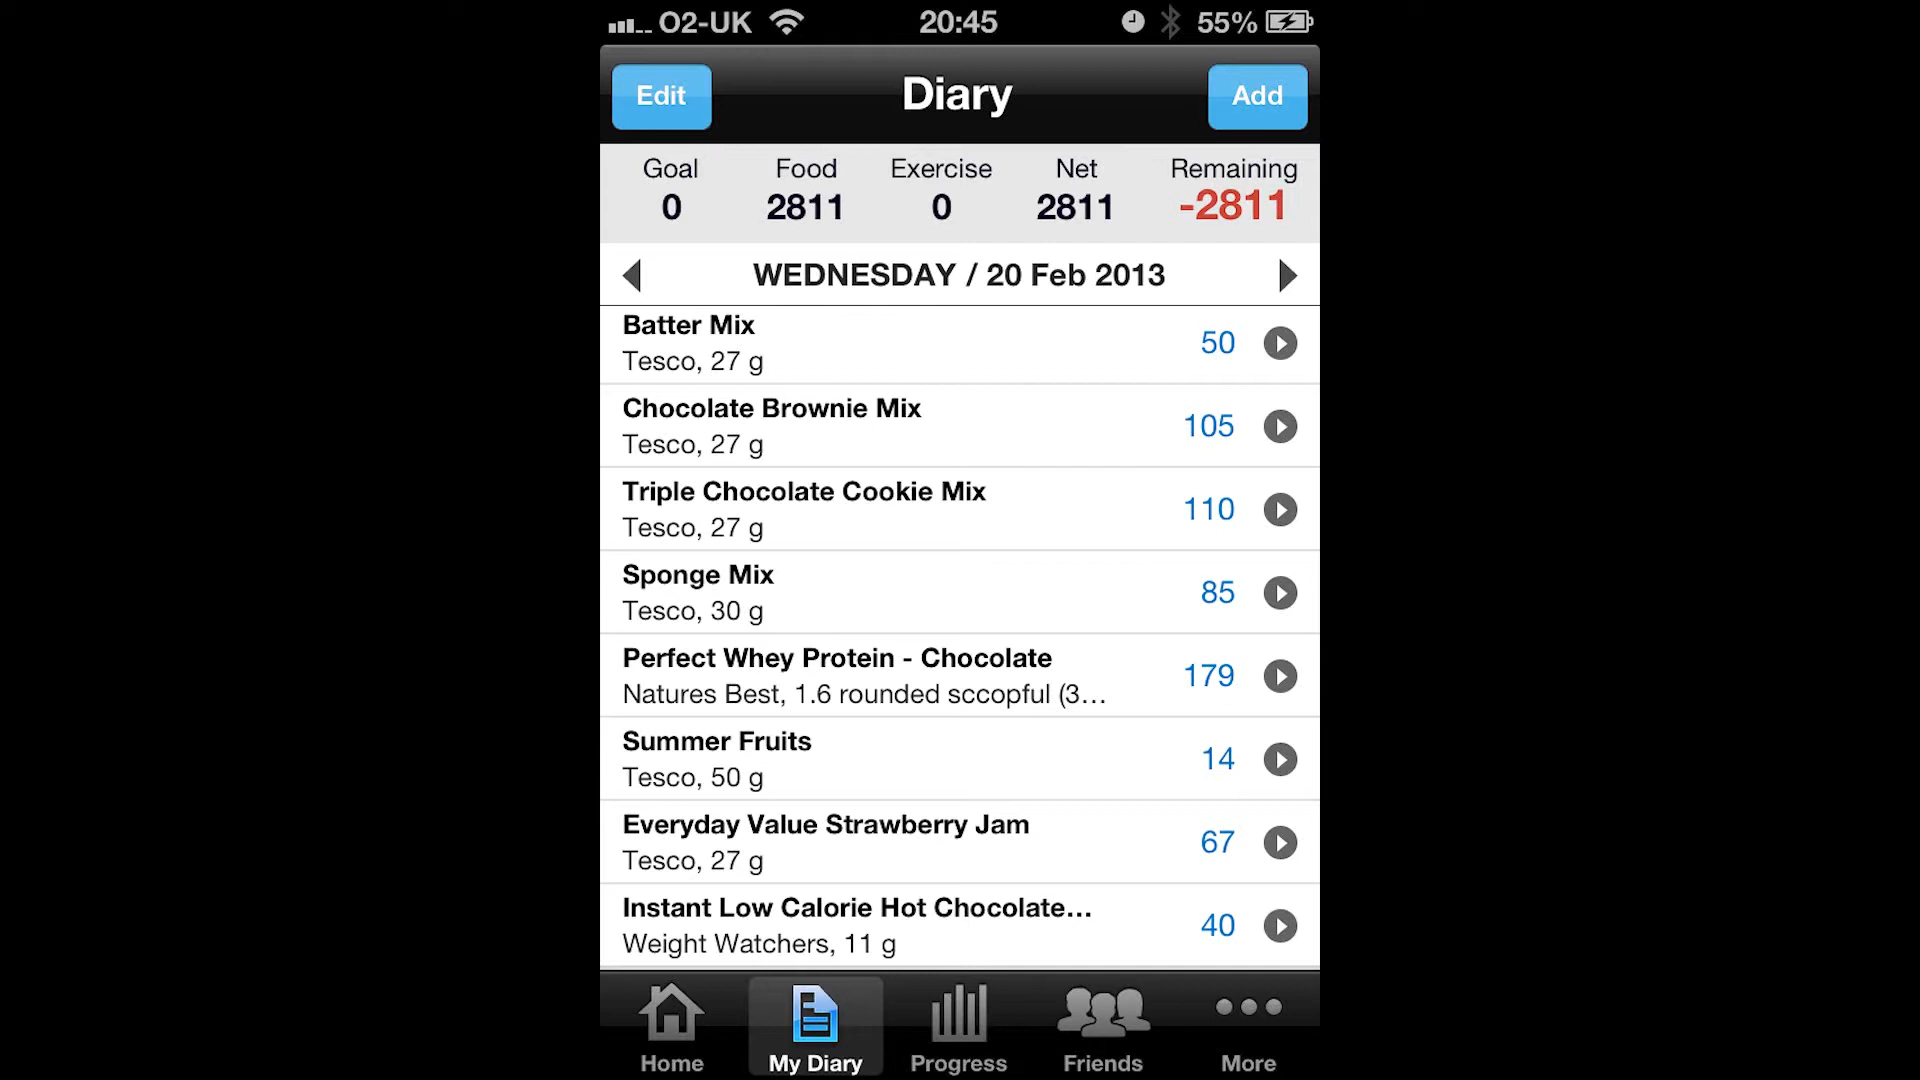 O2-UK 20:45 55%
Edit Diary Add
Goal Food Exercise Net Remaining
0 2811 0 2811 -2811
WEDNESDAY / 20 Feb 2013
Batter Mix
Tesco, 27 g
50
Chocolate Brownie Mix
Tesco, 27 g
105
Triple Chocolate Cookie Mix
Tesco, 27 g
110
Sponge Mix
Tesco, 30 g
85
Perfect Whey Protein - Chocolate
Natures Best, 1.6 rounded sccopful (3...
179
Summer Fruits
Tesco, 50 g
14
Everyday Value Strawberry Jam
Tesco, 27 g
67
Instant Low Calorie Hot Chocolate...
Weight Watchers, 11 g
40
Home My Diary Progress Friends More